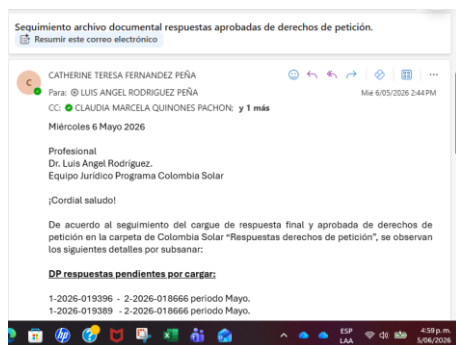 Seguimiento archivo documental respuestas aprobadas de derechos de petición.
Resumir este correo electrónico
C
CATHERINE TERESA FERNANDEZ PEÑA
Para: LUIS ANGEL RODRIGUEZ PEÑA
Mié 6/05/2026 2:44 PM
CC: CLAUDIA MARCELA QUINONES PACHON; y 1 más
Miércoles 6 Mayo 2026
Profesional
Dr. Luis Angel Rodríguez.
Equipo Jurídico Programa Colombia Solar
¡Cordial saludo!
De acuerdo al seguimiento del cargue de respuesta final y aprobada de derechos de
petición en la carpeta de Colombia Solar “Respuestas derechos de petición”, se observan
los siguientes detalles por subsanar:
DP respuestas pendientes por cargar:
1-2026-019396 - 2-2026-018666 periodo Mayo.
1-2026-019389 - 2-2026-018666 periodo Mayo.
ESP
LAA
4:59 p.m.
5/06/2026